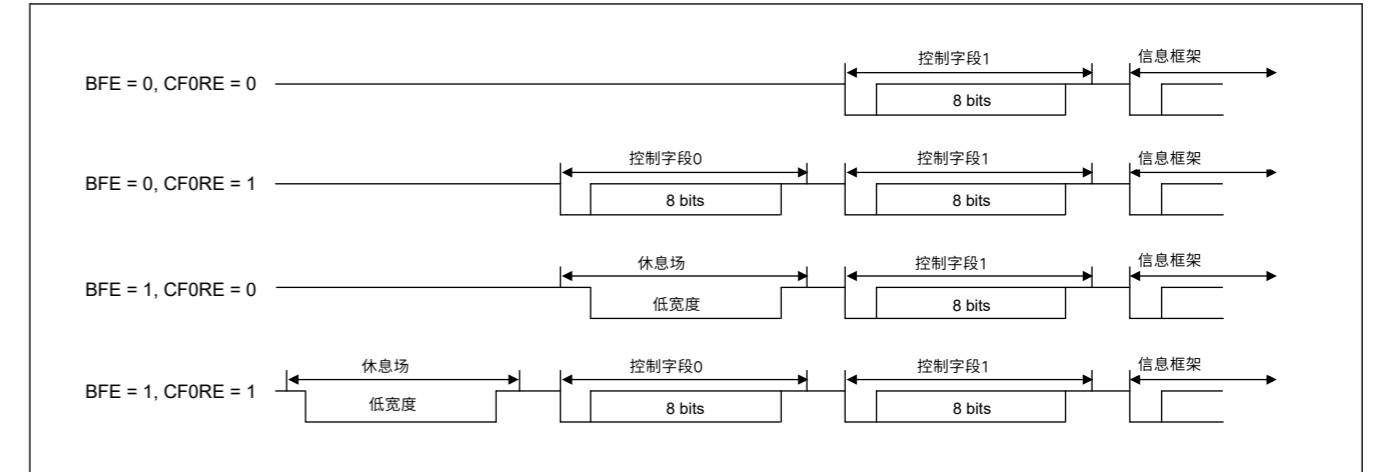 控制字段1 信息框架
BFE = 0, CF0RE = 0
8 bits
控制字段0 控制字段1 信息框架
BFE = 0, CF0RE = 1
8 bits 8 bits
休息场 控制字段1 信息框架
BFE = 1, CF0RE = 0
低宽度 8 bits
休息场 控制字段0 控制字段1 信息框架
BFE = 1, CF0RE = 1
低宽度 8 bits 8 bits